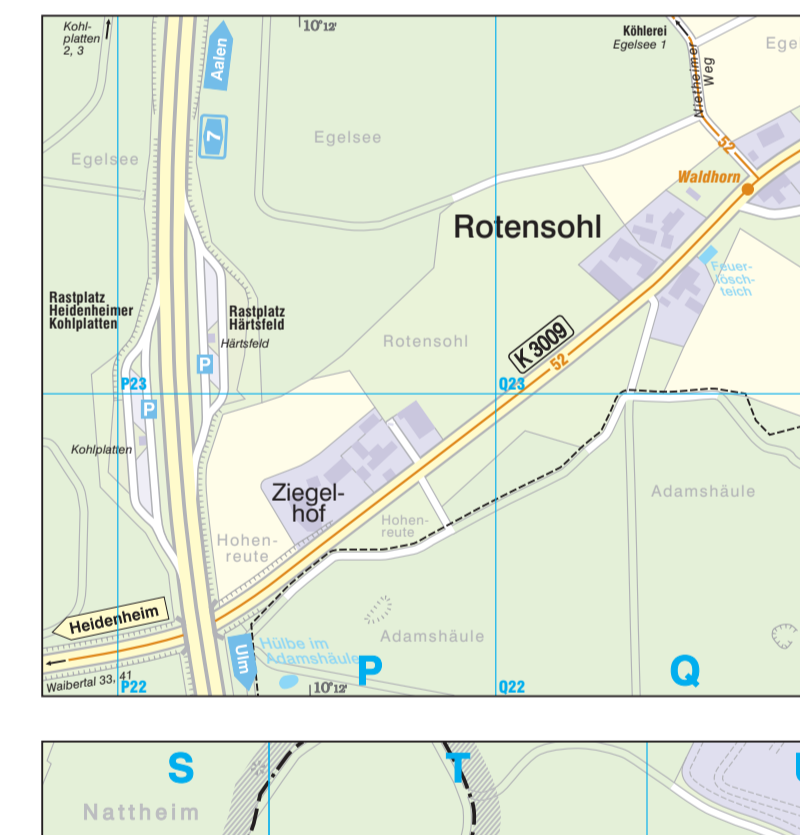 Kohl-
platten
2, 3
10°12'
Aalen
7
Köhlerei
Egelsee 1
Nietheimer
Weg
Egelsee
Egelsee
52
Waldhorn
Rotensohl
Feuer-
lösch-
teich
Rastplatz
Heidenheimer
Kohlplatten
Rastplatz
Härtsfeld
Härtsfeld
Rotensohl
K 3009
52
P
P23
P
Q23
Kohlplatten
Adamshäule
Ziegel-
hof
Hohen-
reute
Hohen-
reute
Heidenheim
Ulm
Hülbe im
Adamshäule
Adamshäule
P
Q
Waibertal 33, 41
P22
10°12'
Q22
S
T
Nattheim